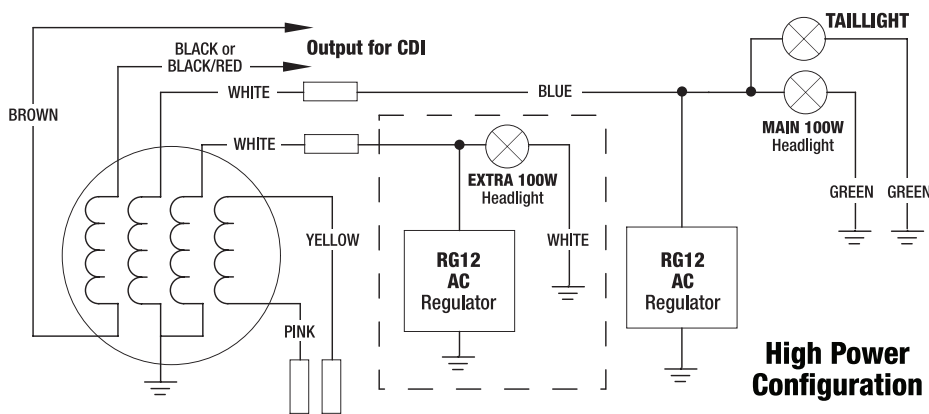 TAILLIGHT
Output for CDI
BLACK or
BLACK/RED
WHITE
BLUE
BROWN
MAIN 100W
Headlight
WHITE
EXTRA 100W
Headlight
GREEN
GREEN
YELLOW
WHITE
RG12
AC
Regulator
RG12
AC
Regulator
PINK
High Power
Configuration